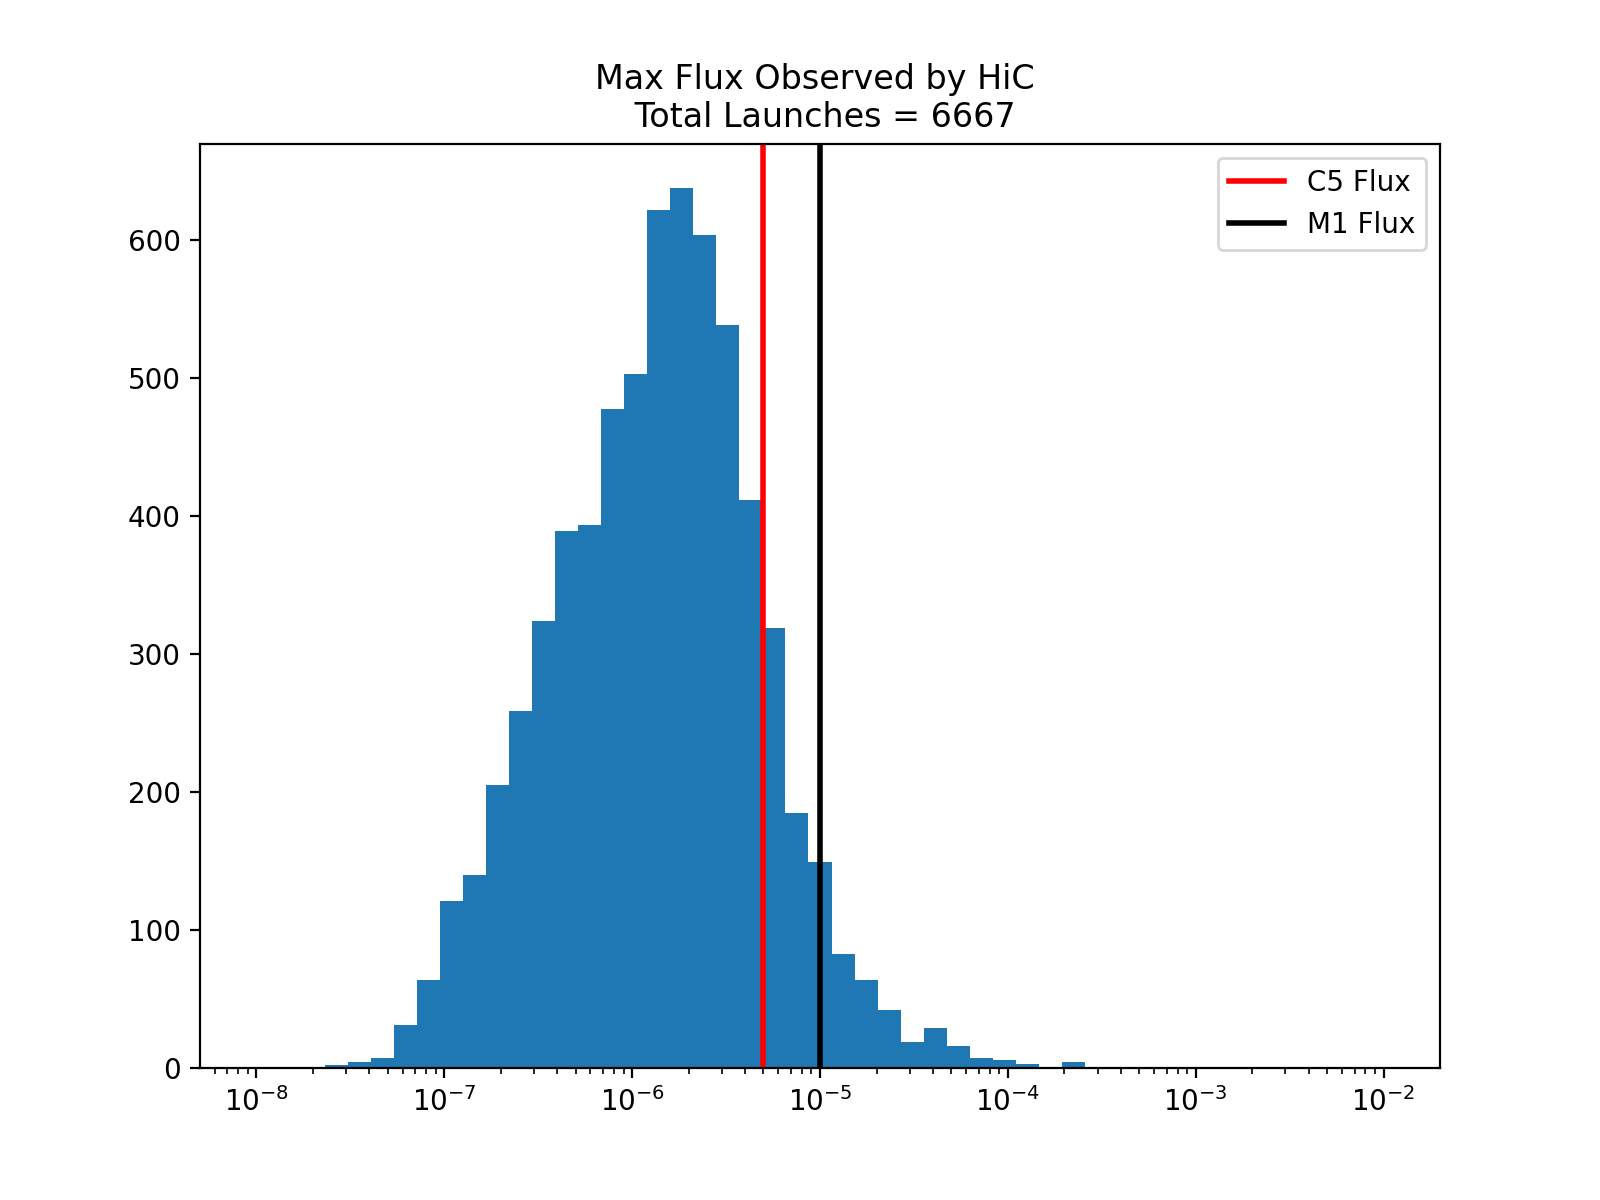 Max Flux Observed by HiC
Total Launches = 6667
C5 Flux
M1 Flux
600
500
400
300
200
100
0
10⁻⁸ 10⁻⁷ 10⁻⁶ 10⁻⁵ 10⁻⁴ 10⁻³ 10⁻²